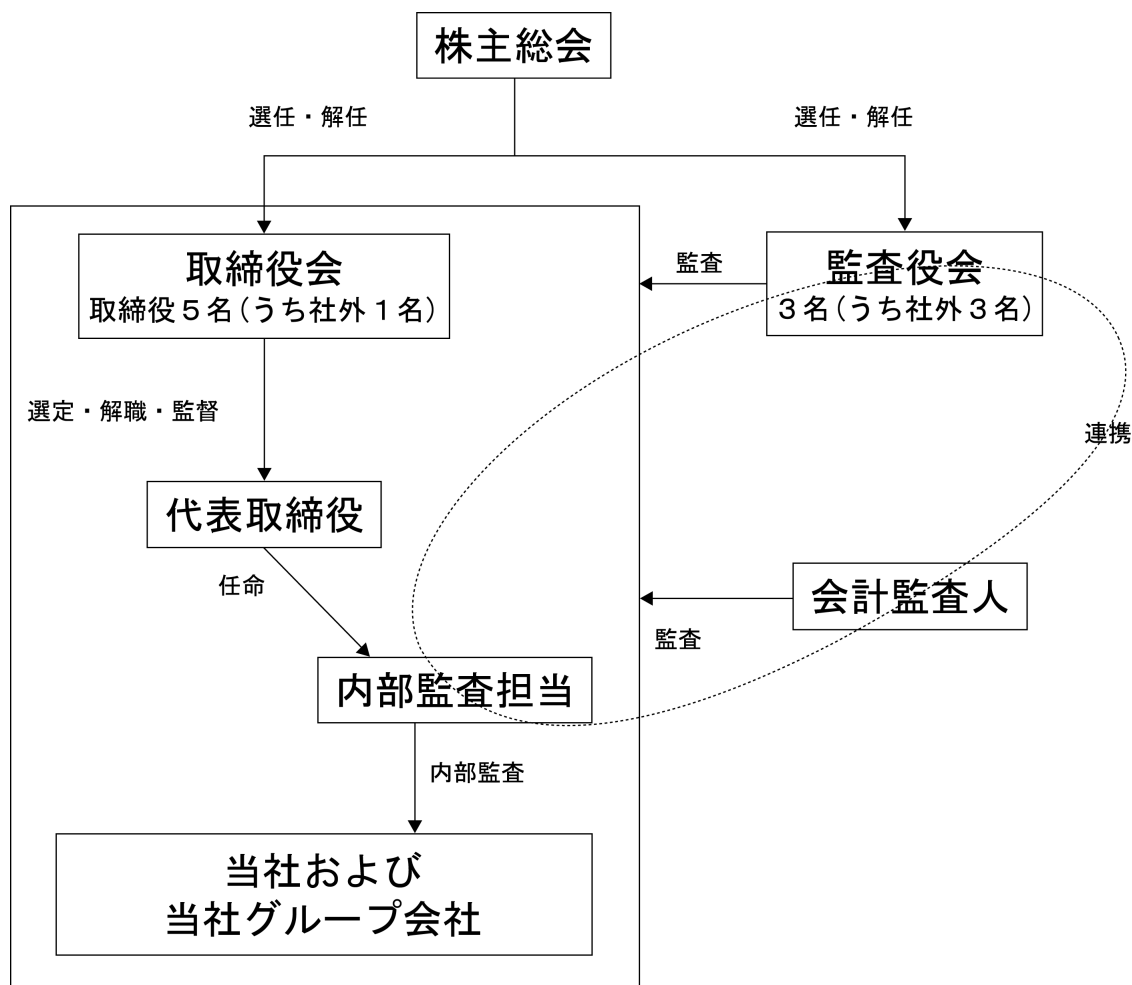 株主総会
選任・解任
選任・解任
取締役会
取締役５名(うち社外１名)
監査
監査役会
３名(うち社外３名)
選定・解職・監督
連携
代表取締役
任命
会計監査人
監査
内部監査担当
内部監査
当社および
当社グループ会社